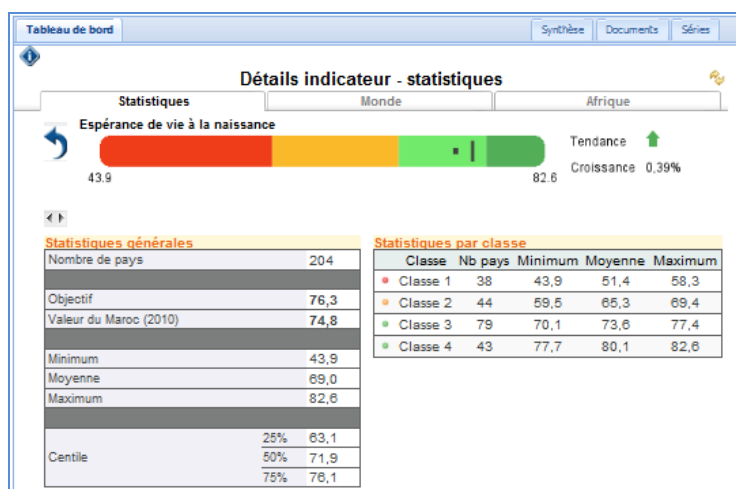 Tableau de bord Synthèse Documents Séries
Détails indicateur - statistiques
Statistiques Monde Afrique
Espérance de vie à la naissance
Tendance
Croissance 0,39%
43.9 82.6
Statistiques générales
Nombre de pays 204
Objectif 76,3
Valeur du Maroc (2010) 74,8
Minimum 43,9
Moyenne 69,0
Maximum 82,6
Centile
25% 63,1
50% 71,9
75% 76,1
Statistiques par classe
Classe Nb pays Minimum Moyenne Maximum
Classe 1 38 43,9 51,4 58,3
Classe 2 44 59,5 65,3 69,4
Classe 3 79 70,1 73,6 77,4
Classe 4 43 77,7 80,1 82,6